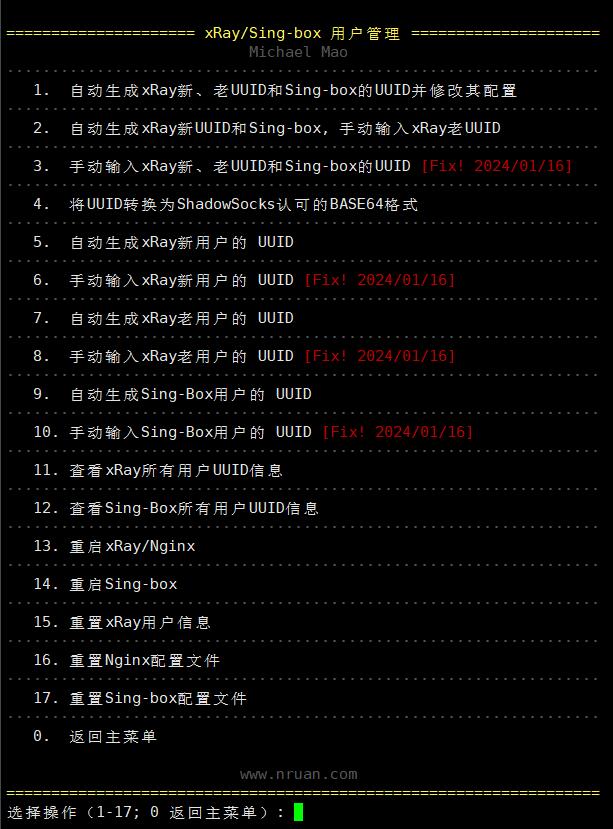 ===================== xRay/Sing-box 用户管理 =====================
Michael Mao
1. 自动生成xRay新、老UUID和Sing-box的UUID并修改其配置
2. 自动生成xRay新UUID和Sing-box, 手动输入xRay老UUID
3. 手动输入xRay新、老UUID和Sing-box的UUID [Fix! 2024/01/16]
4. 将UUID转换为ShadowSocks认可的BASE64格式
5. 自动生成xRay新用户的 UUID
6. 手动输入xRay新用户的 UUID [Fix! 2024/01/16]
7. 自动生成xRay老用户的 UUID
8. 手动输入xRay老用户的 UUID [Fix! 2024/01/16]
9. 自动生成Sing-Box用户的 UUID
10. 手动输入Sing-Box用户的 UUID [Fix! 2024/01/16]
11. 查看xRay所有用户UUID信息
12. 查看Sing-Box所有用户UUID信息
13. 重启xRay/Nginx
14. 重启Sing-box
15. 重置xRay用户信息
16. 重置Nginx配置文件
17. 重置Sing-box配置文件
0. 返回主菜单
www.nruan.com
==================================================================
选择操作（1-17; 0 返回主菜单）: